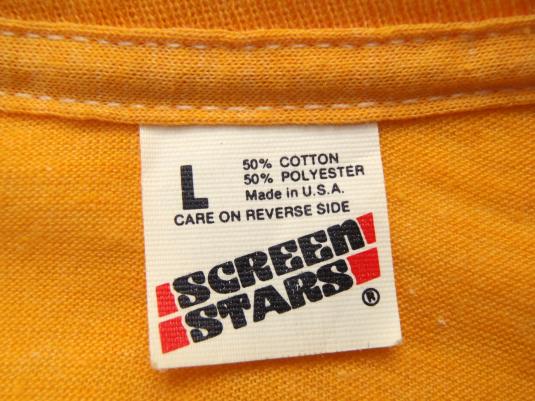 L
50% COTTON
50% POLYESTER
Made in U.S.A.
CARE ON REVERSE SIDE
SCREEN
STARS
®